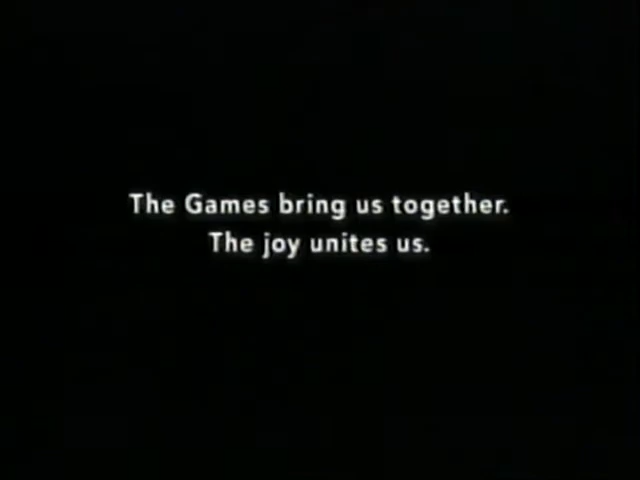 The Games bring us together.
The joy unites us.